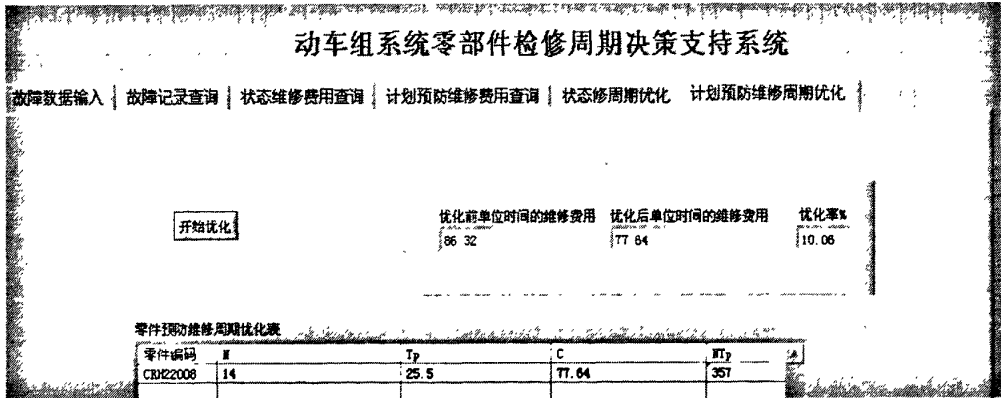 动车组系统零部件检修周期决策支持系统
故障数据输入 故障记录查询 状态维修费用查询 计划预防维修费用查询 状态修周期优化 计划预防维修周期优化
优化前单位时间的维修费用 优化后单位时间的维修费用 优化率%
开始优化 86.32 77.64 10.06
零件预防维修周期优化表
零件编码 N Tp C NTp
CRH22008 14 25.5 77.64 357